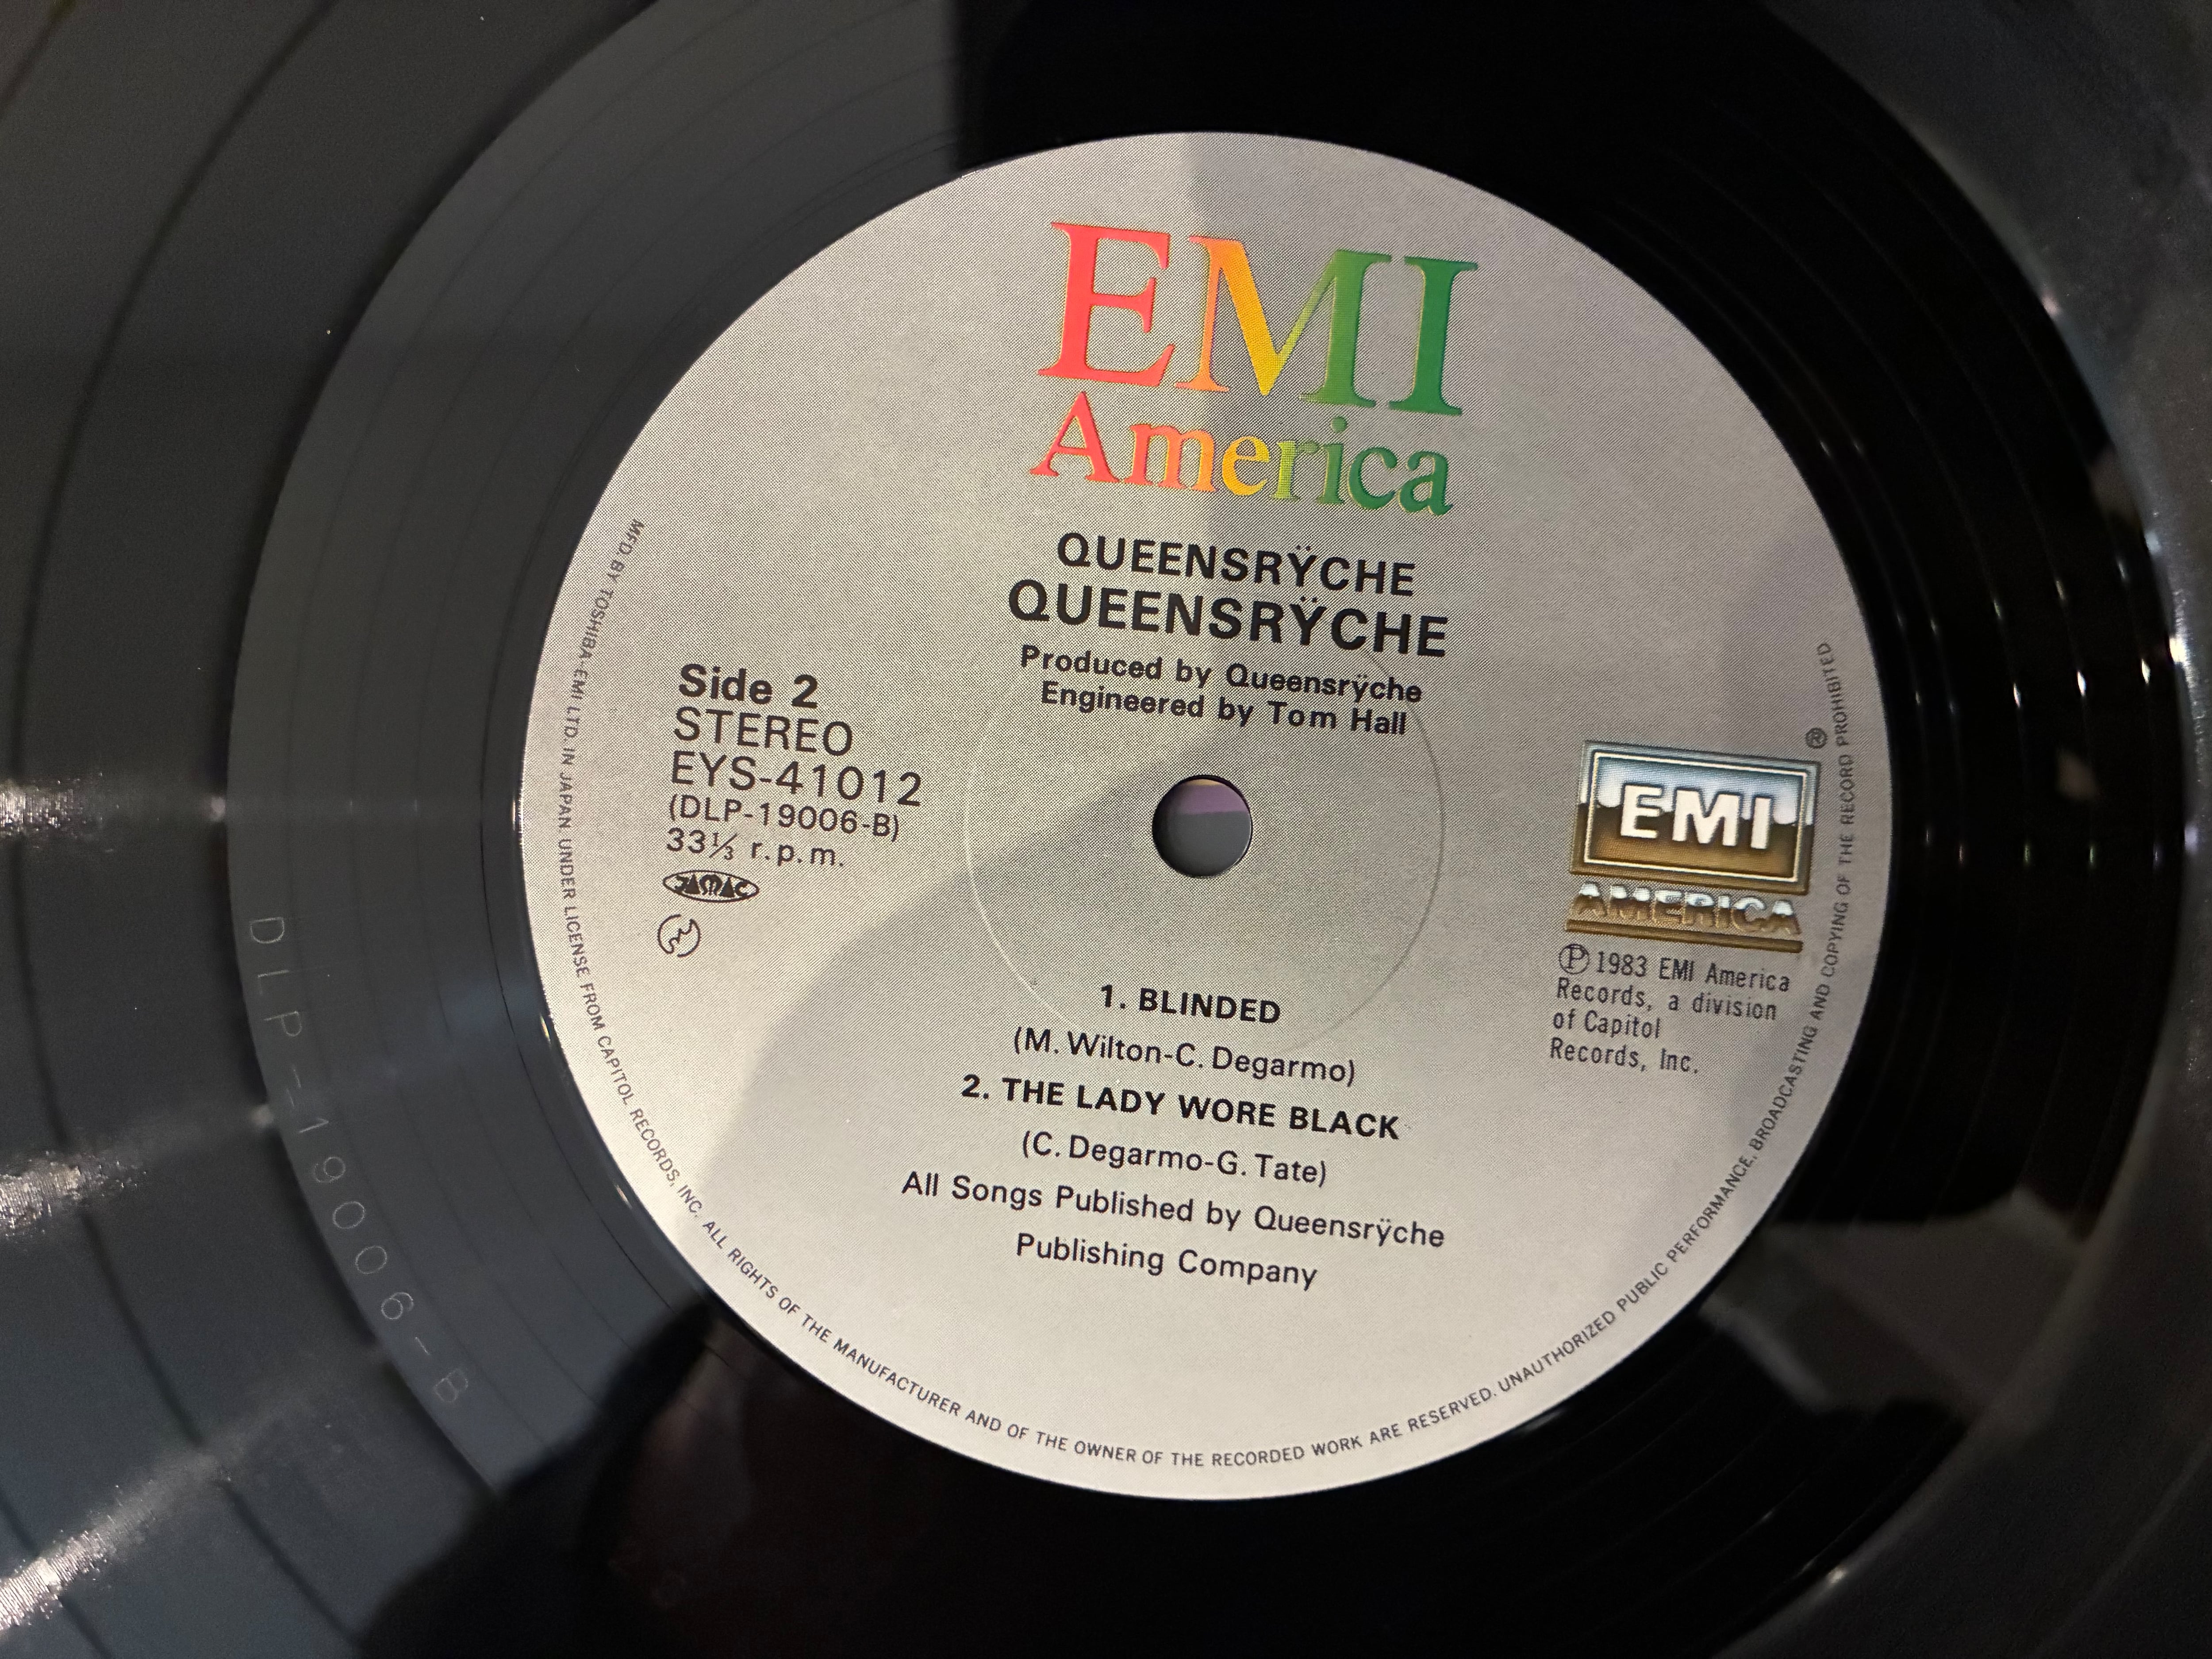 EMI
America
QUEENSRŸCHE
QUEENSRŸCHE
Produced by Queensrÿche
Engineered by Tom Hall
Side 2
STEREO
EYS-41012
(DLP-19006-B)
33⅓ r.p.m.
JASRAC
EMI
AMERICA
®
Ⓟ 1983 EMI America
Records, a division
of Capitol
Records, Inc.
1. BLINDED
(M. Wilton-C. Degarmo)
2. THE LADY WORE BLACK
(C. Degarmo-G. Tate)
All Songs Published by Queensrÿche
Publishing Company
MFD. BY TOSHIBA-EMI LTD. IN JAPAN. UNDER LICENSE FROM CAPITOL RECORDS, INC. ALL RIGHTS OF THE MANUFACTURER AND OF THE OWNER OF THE RECORDED WORK ARE RESERVED. UNAUTHORIZED PUBLIC PERFORMANCE, BROADCASTING AND COPYING OF THE RECORD PROHIBITED
DLP-19006-B